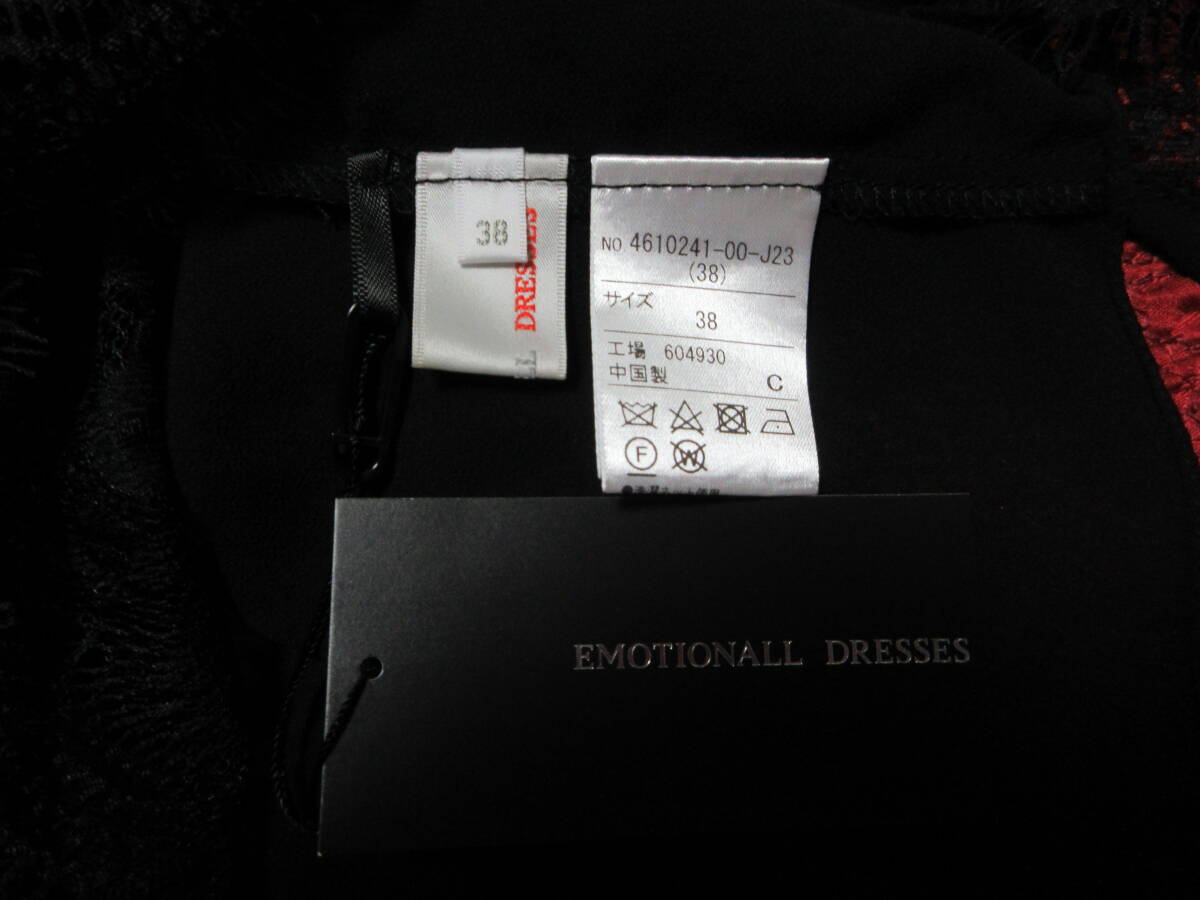 38
DRESSES
LL
NO 4610241-00-J23
(38)
サイズ
38
工場 604930
中国製
C
F
W
EMOTIONALL DRESSES